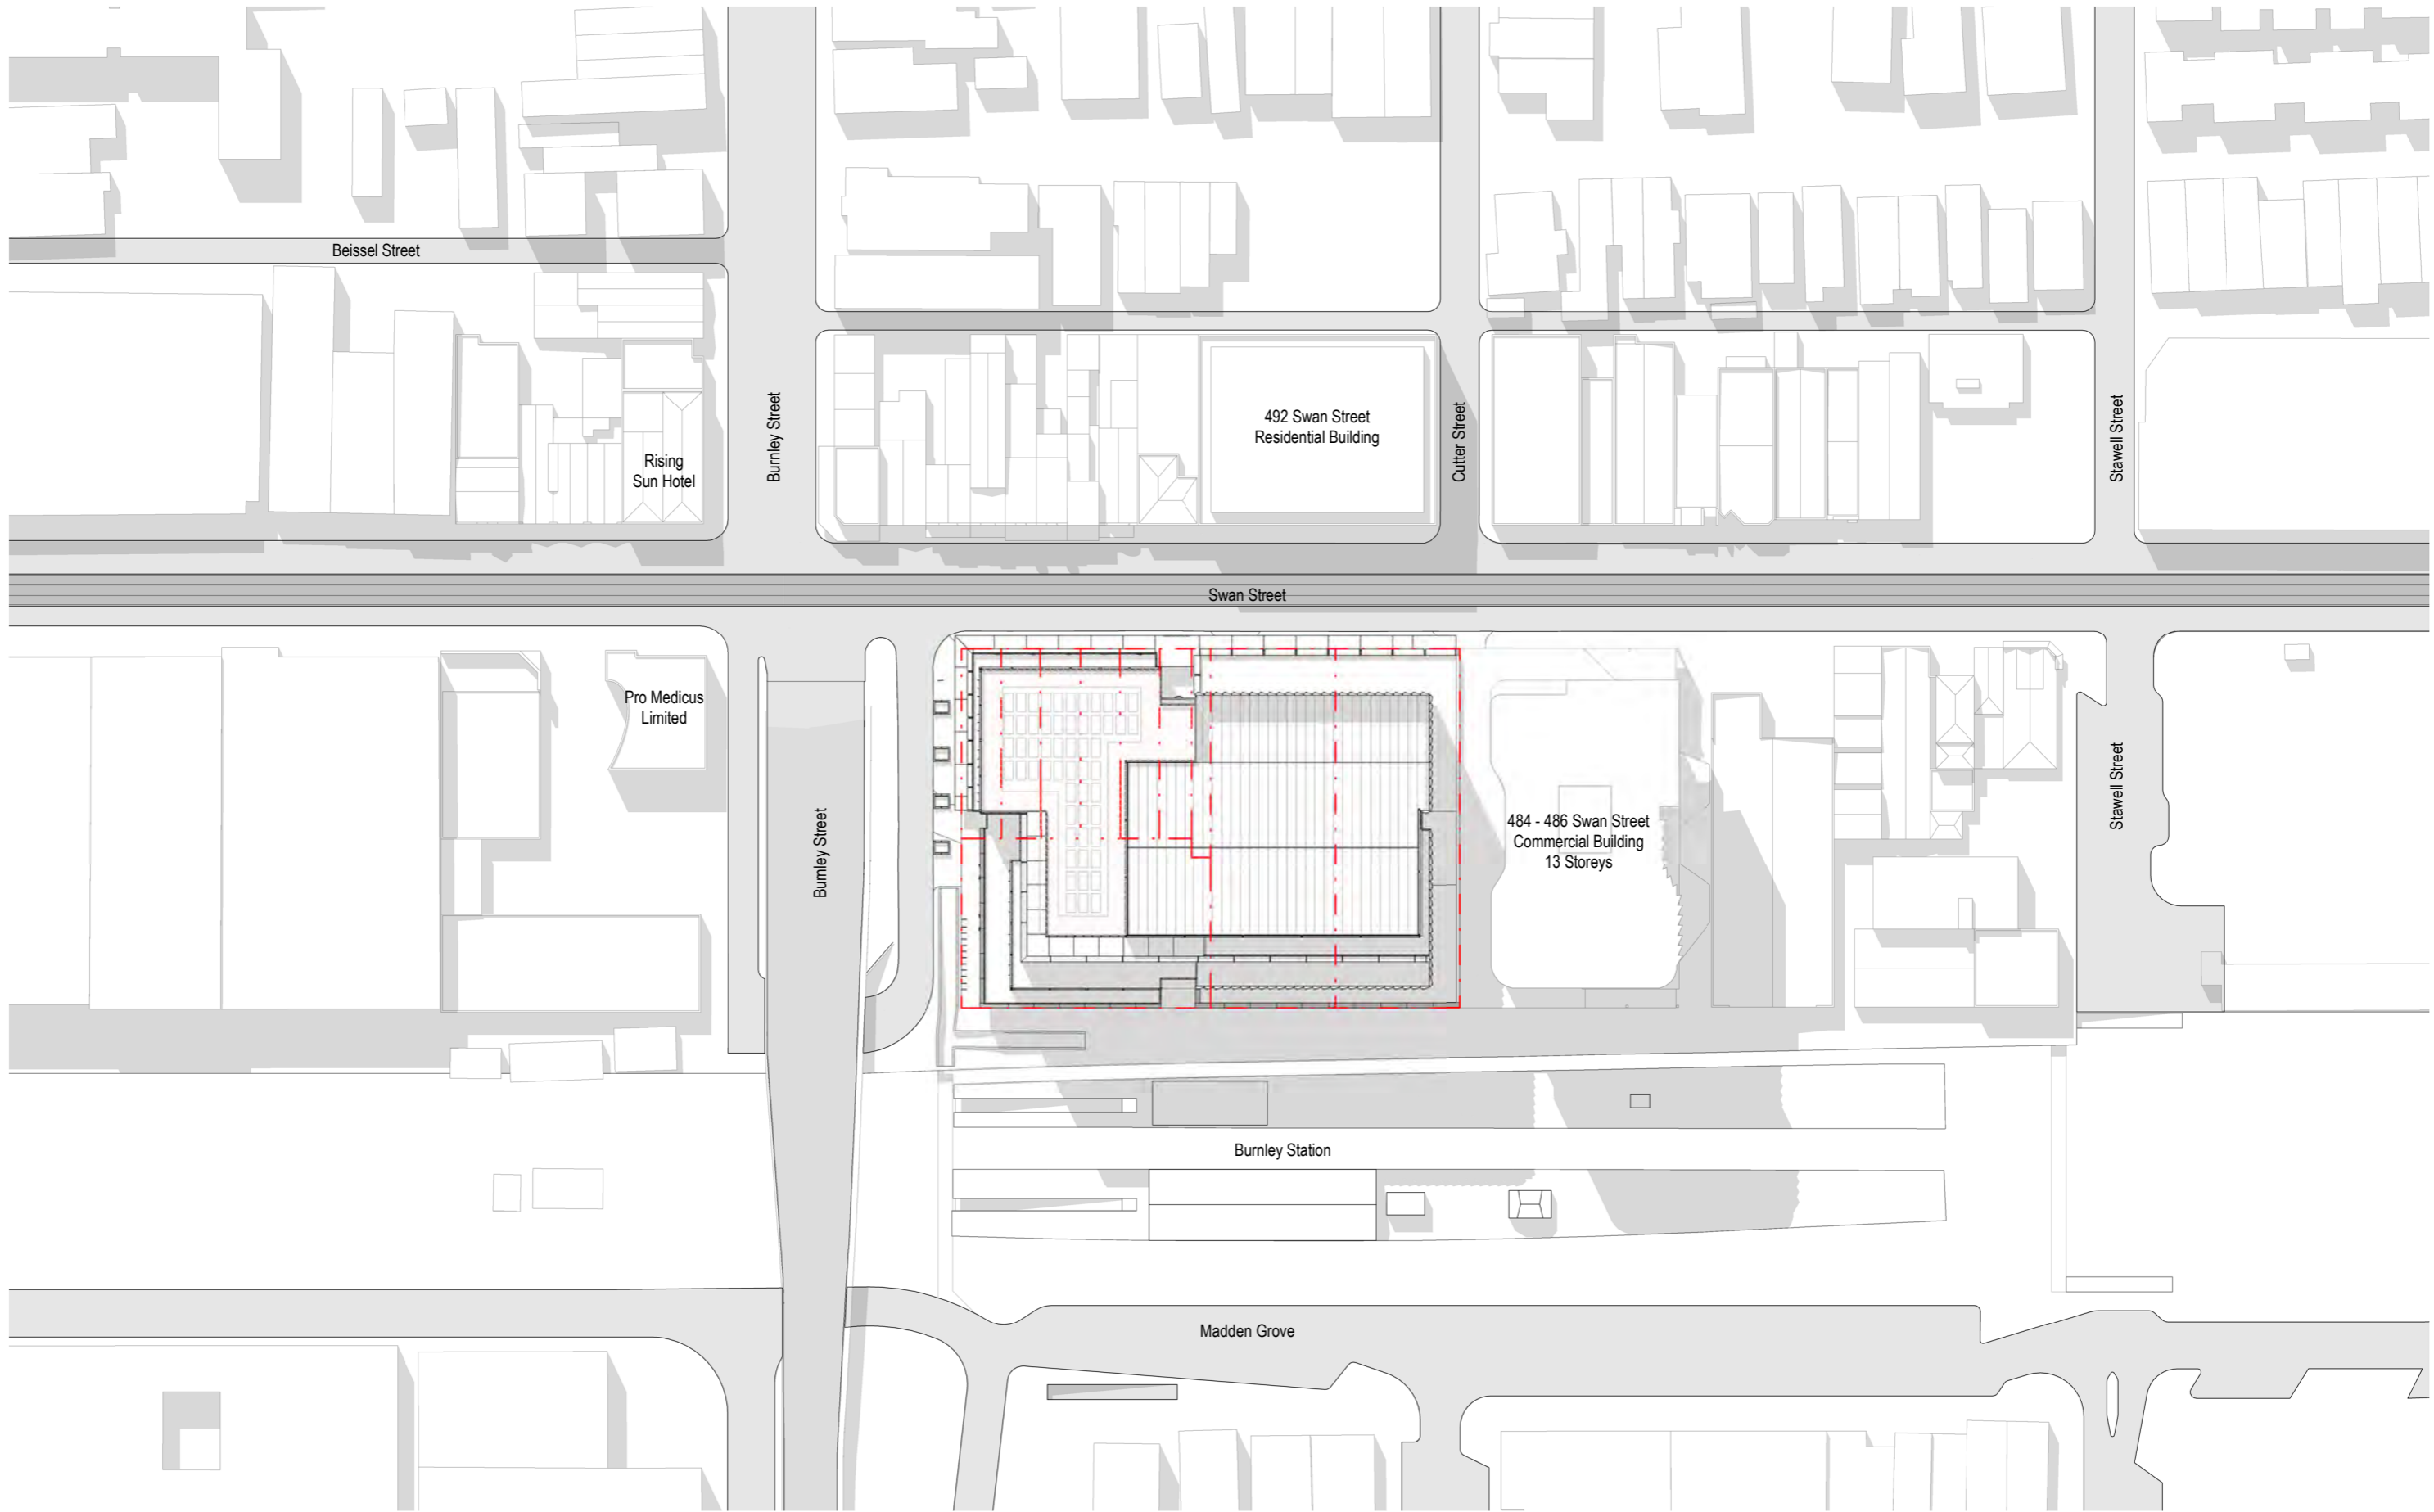 Beissel Street
Burnley Street
492 Swan Street
Residential Building
Cutter Street
Stawell Street
Rising
Sun Hotel
Swan Street
Pro Medicus
Limited
Burnley Street
484 - 486 Swan Street
Commercial Building
13 Storeys
Stawell Street
Burnley Station
Madden Grove